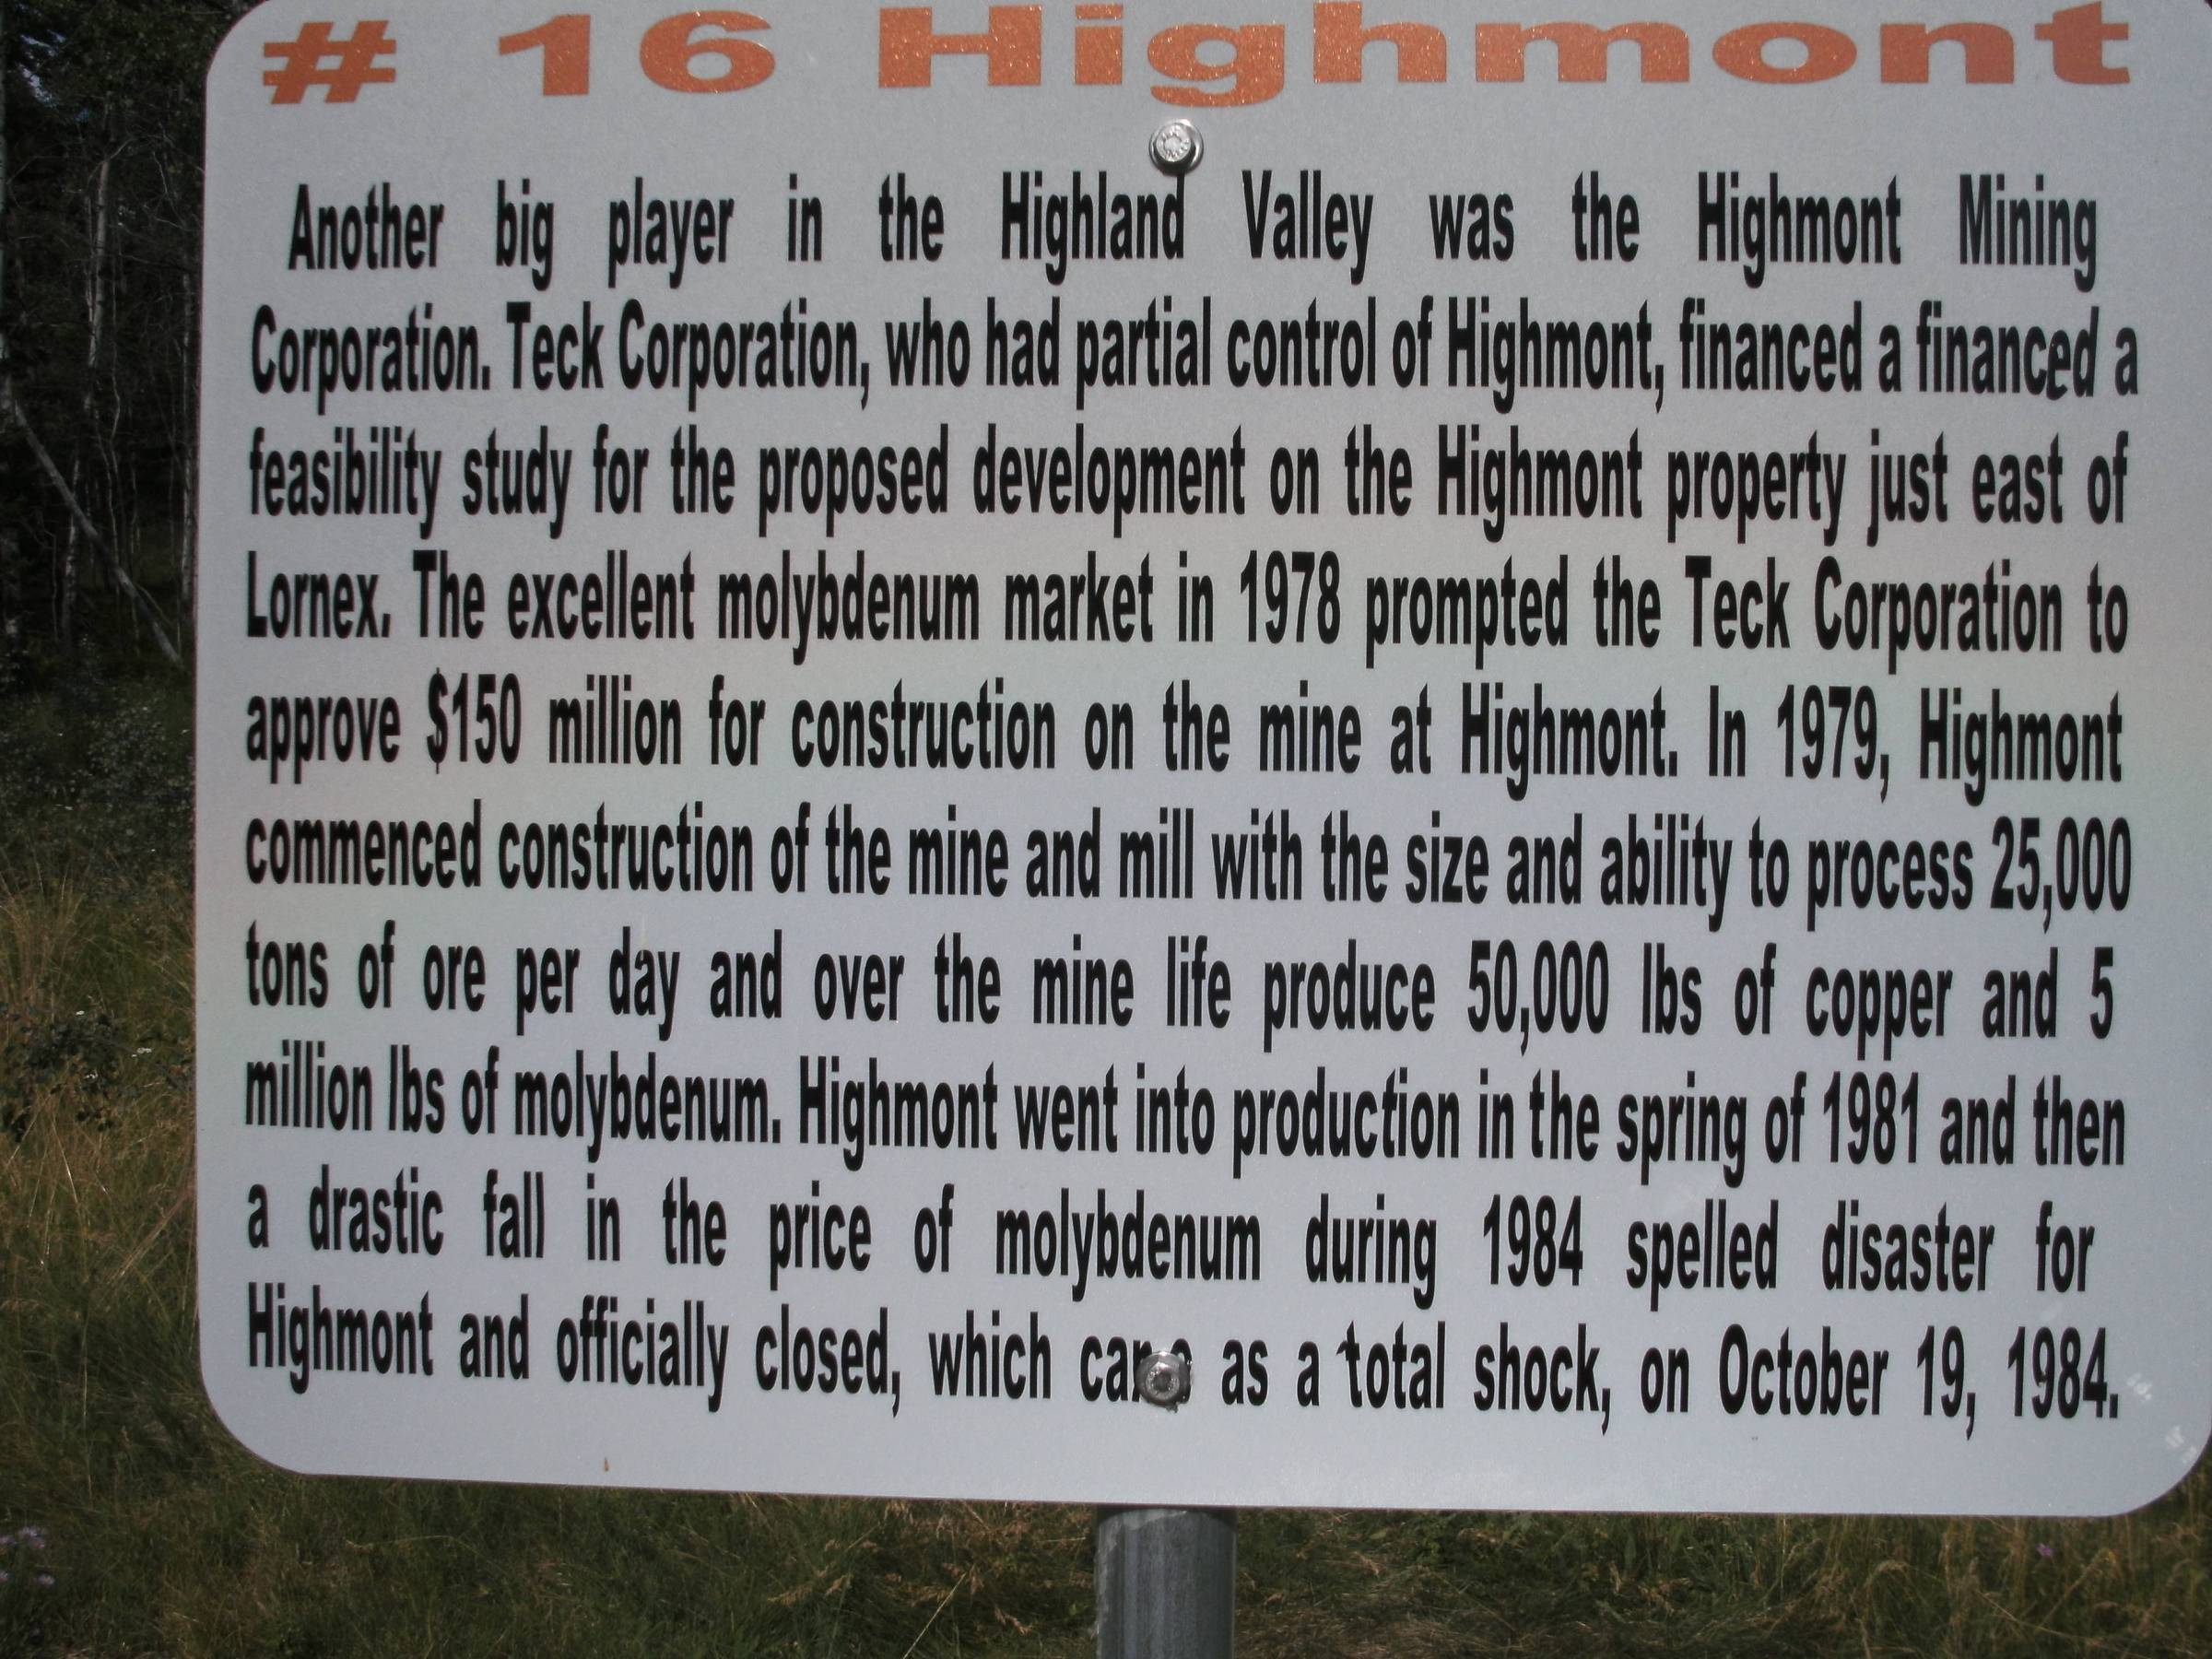 # 16 Highmont
Another big player in the Highland Valley was the Highmont Mining
Corporation. Teck Corporation, who had partial control of Highmont, financed a financed a
feasibility study for the proposed development on the Highmont property just east of
Lornex. The excellent molybdenum market in 1978 prompted the Teck Corporation to
approve $150 million for construction on the mine at Highmont. In 1979, Highmont
commenced construction of the mine and mill with the size and ability to process 25,000
tons of ore per day and over the mine life produce 50,000 lbs of copper and 5
million lbs of molybdenum. Highmont went into production in the spring of 1981 and then
a drastic fall in the price of molybdenum during 1984 spelled disaster for
Highmont and officially closed, which came as a total shock, on October 19, 1984.